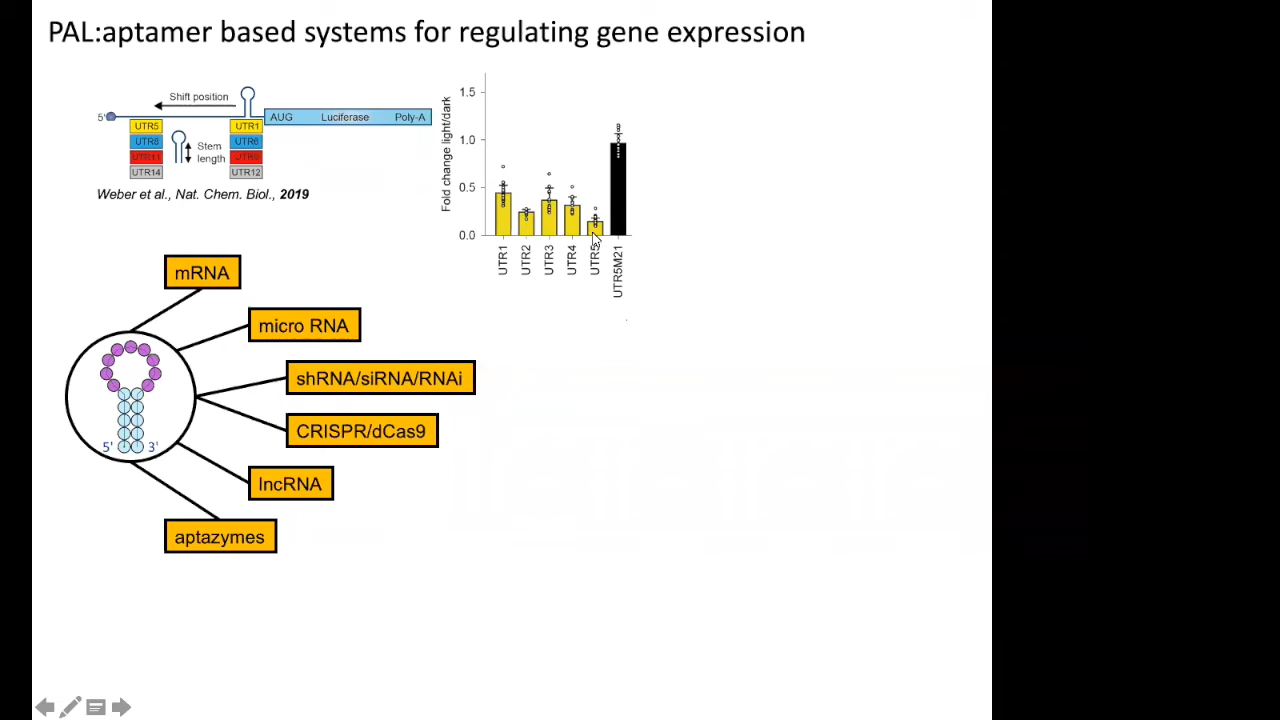 PAL:aptamer based systems for regulating gene expression
Shift position
5'
AUG Luciferase Poly-A
UTR5 UTR1
UTR8 UTR6
UTR11 UTR9
UTR14 UTR12
Stem
length
Weber et al., Nat. Chem. Biol., 2019
Fold change light/dark
1.5
1.0
0.5
0.0
UTR1
UTR2
UTR3
UTR4
UTR5
UTR5M21
mRNA
micro RNA
shRNA/siRNA/RNAi
CRISPR/dCas9
lncRNA
aptazymes
5' 3'